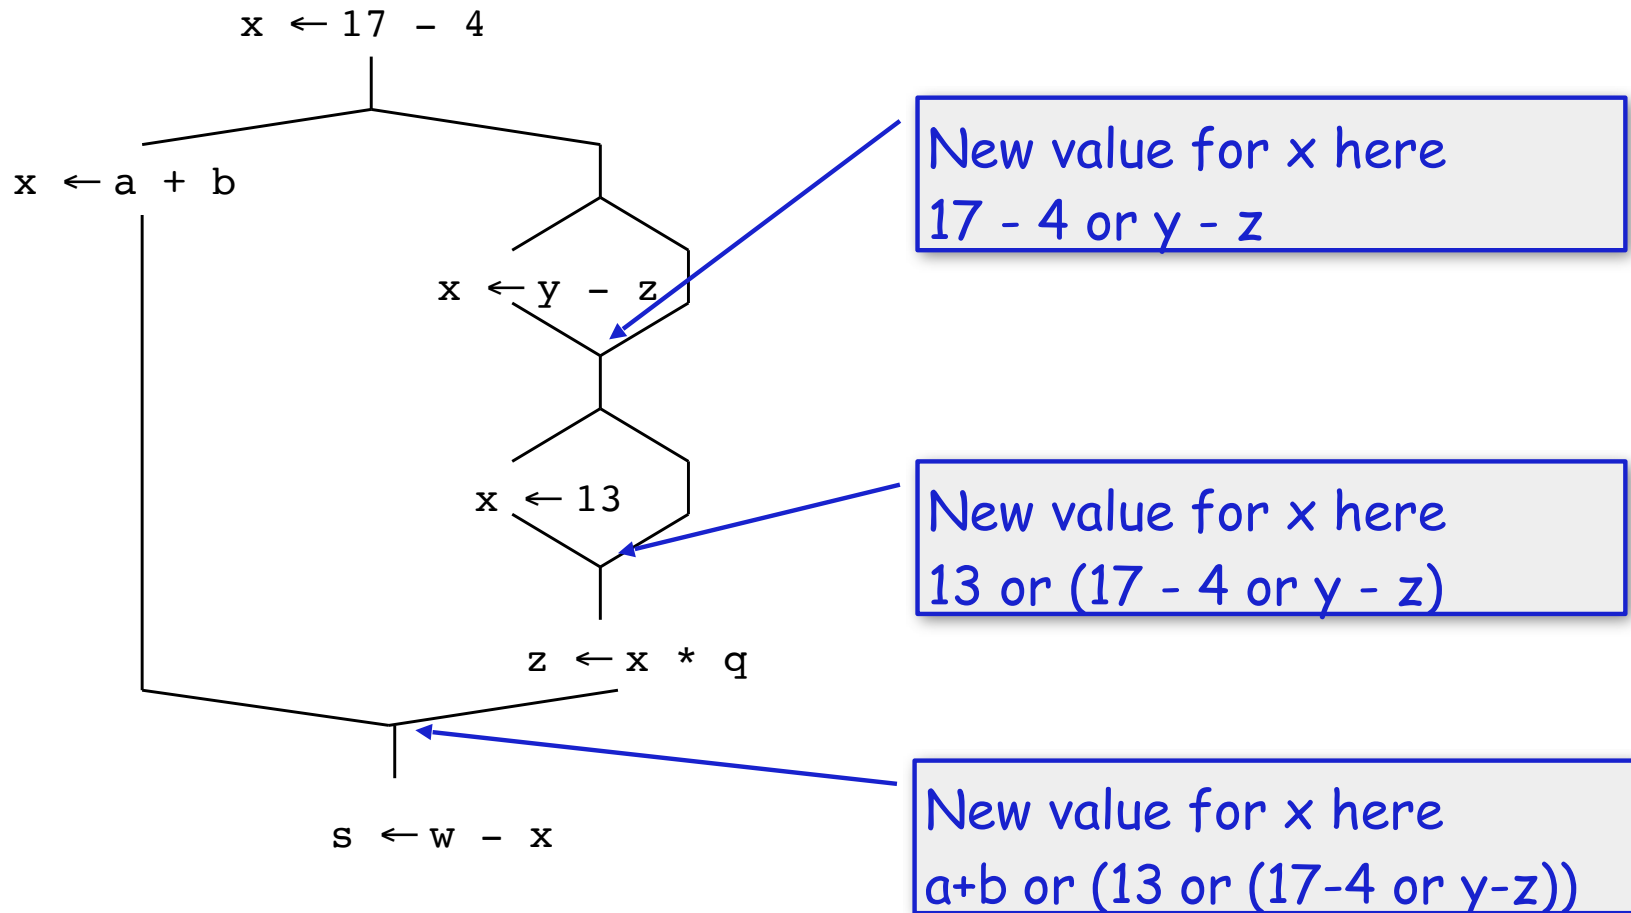 x ← 17 - 4
x ← a + b
x ← y - z
x ← 13
z ← x * q
s ← w - x
New value for x here
17 - 4 or y - z
New value for x here
13 or (17 - 4 or y - z)
New value for x here
a+b or (13 or (17-4 or y-z))